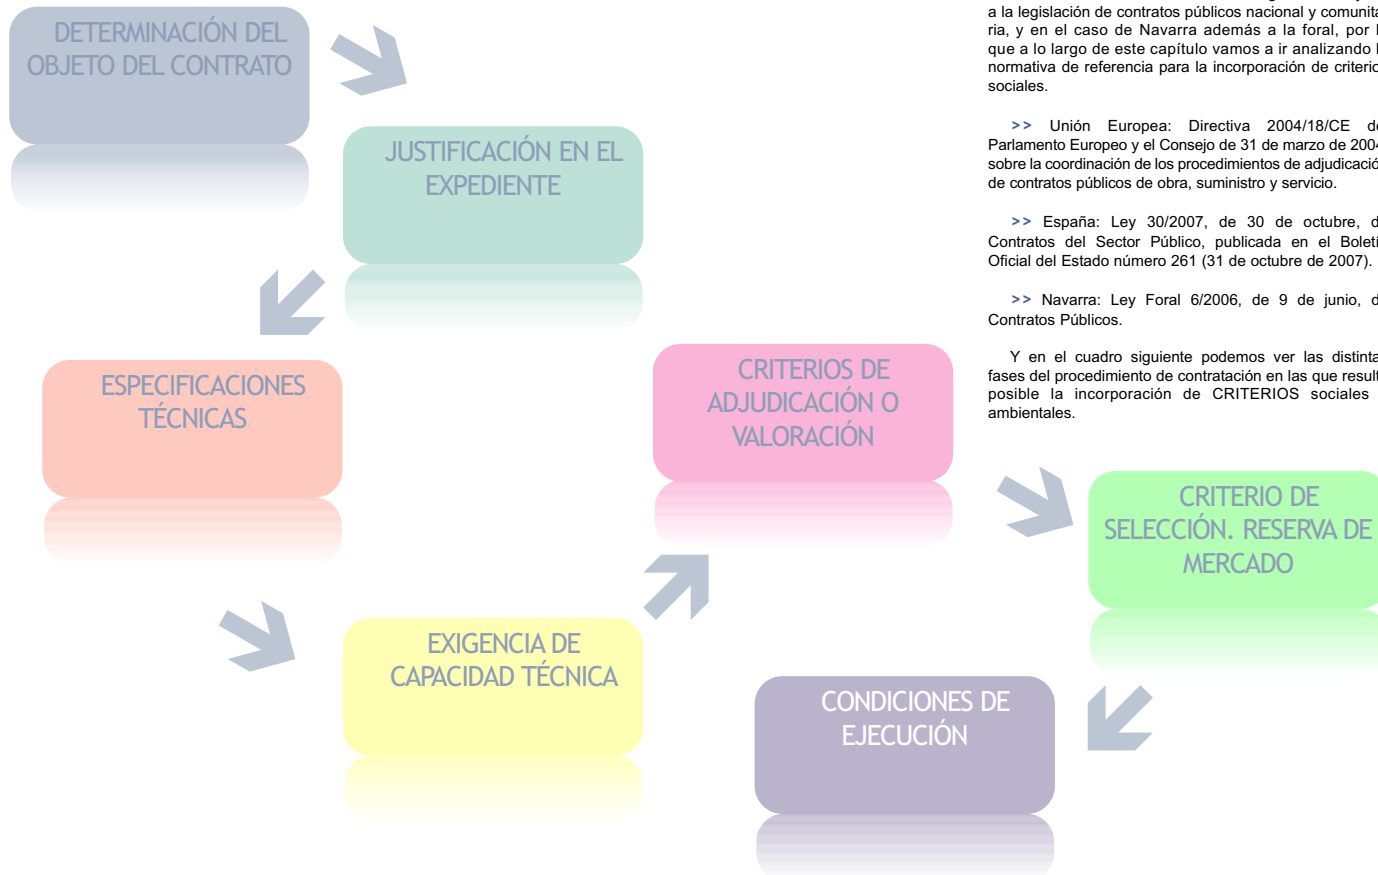 DETERMINACIÓN DEL
OBJETO DEL CONTRATO
JUSTIFICACIÓN EN EL
EXPEDIENTE
ESPECIFICACIONES
TÉCNICAS
EXIGENCIA DE
CAPACIDAD TÉCNICA
CRITERIOS DE
ADJUDICACIÓN O
VALORACIÓN
CRITERIO DE
SELECCIÓN. RESERVA DE
MERCADO
CONDICIONES DE
EJECUCIÓN
a la legislación de contratos públicos nacional y comunita
ria, y en el caso de Navarra además a la foral, por
que a lo largo de este capítulo vamos a ir analizando
normativa de referencia para la incorporación de criterio
sociales.
>> Unión Europea: Directiva 2004/18/CE de
Parlamento Europeo y el Consejo de 31 de marzo de 2004
sobre la coordinación de los procedimientos de adjudicació
de contratos públicos de obra, suministro y servicio.
>> España: Ley 30/2007, de 30 de octubre, d
Contratos del Sector Público, publicada en el Boletí
Oficial del Estado número 261 (31 de octubre de 2007).
>> Navarra: Ley Foral 6/2006, de 9 de junio, d
Contratos Públicos.
Y en el cuadro siguiente podemos ver las distinta
fases del procedimiento de contratación en las que result
posible la incorporación de CRITERIOS sociales
ambientales.